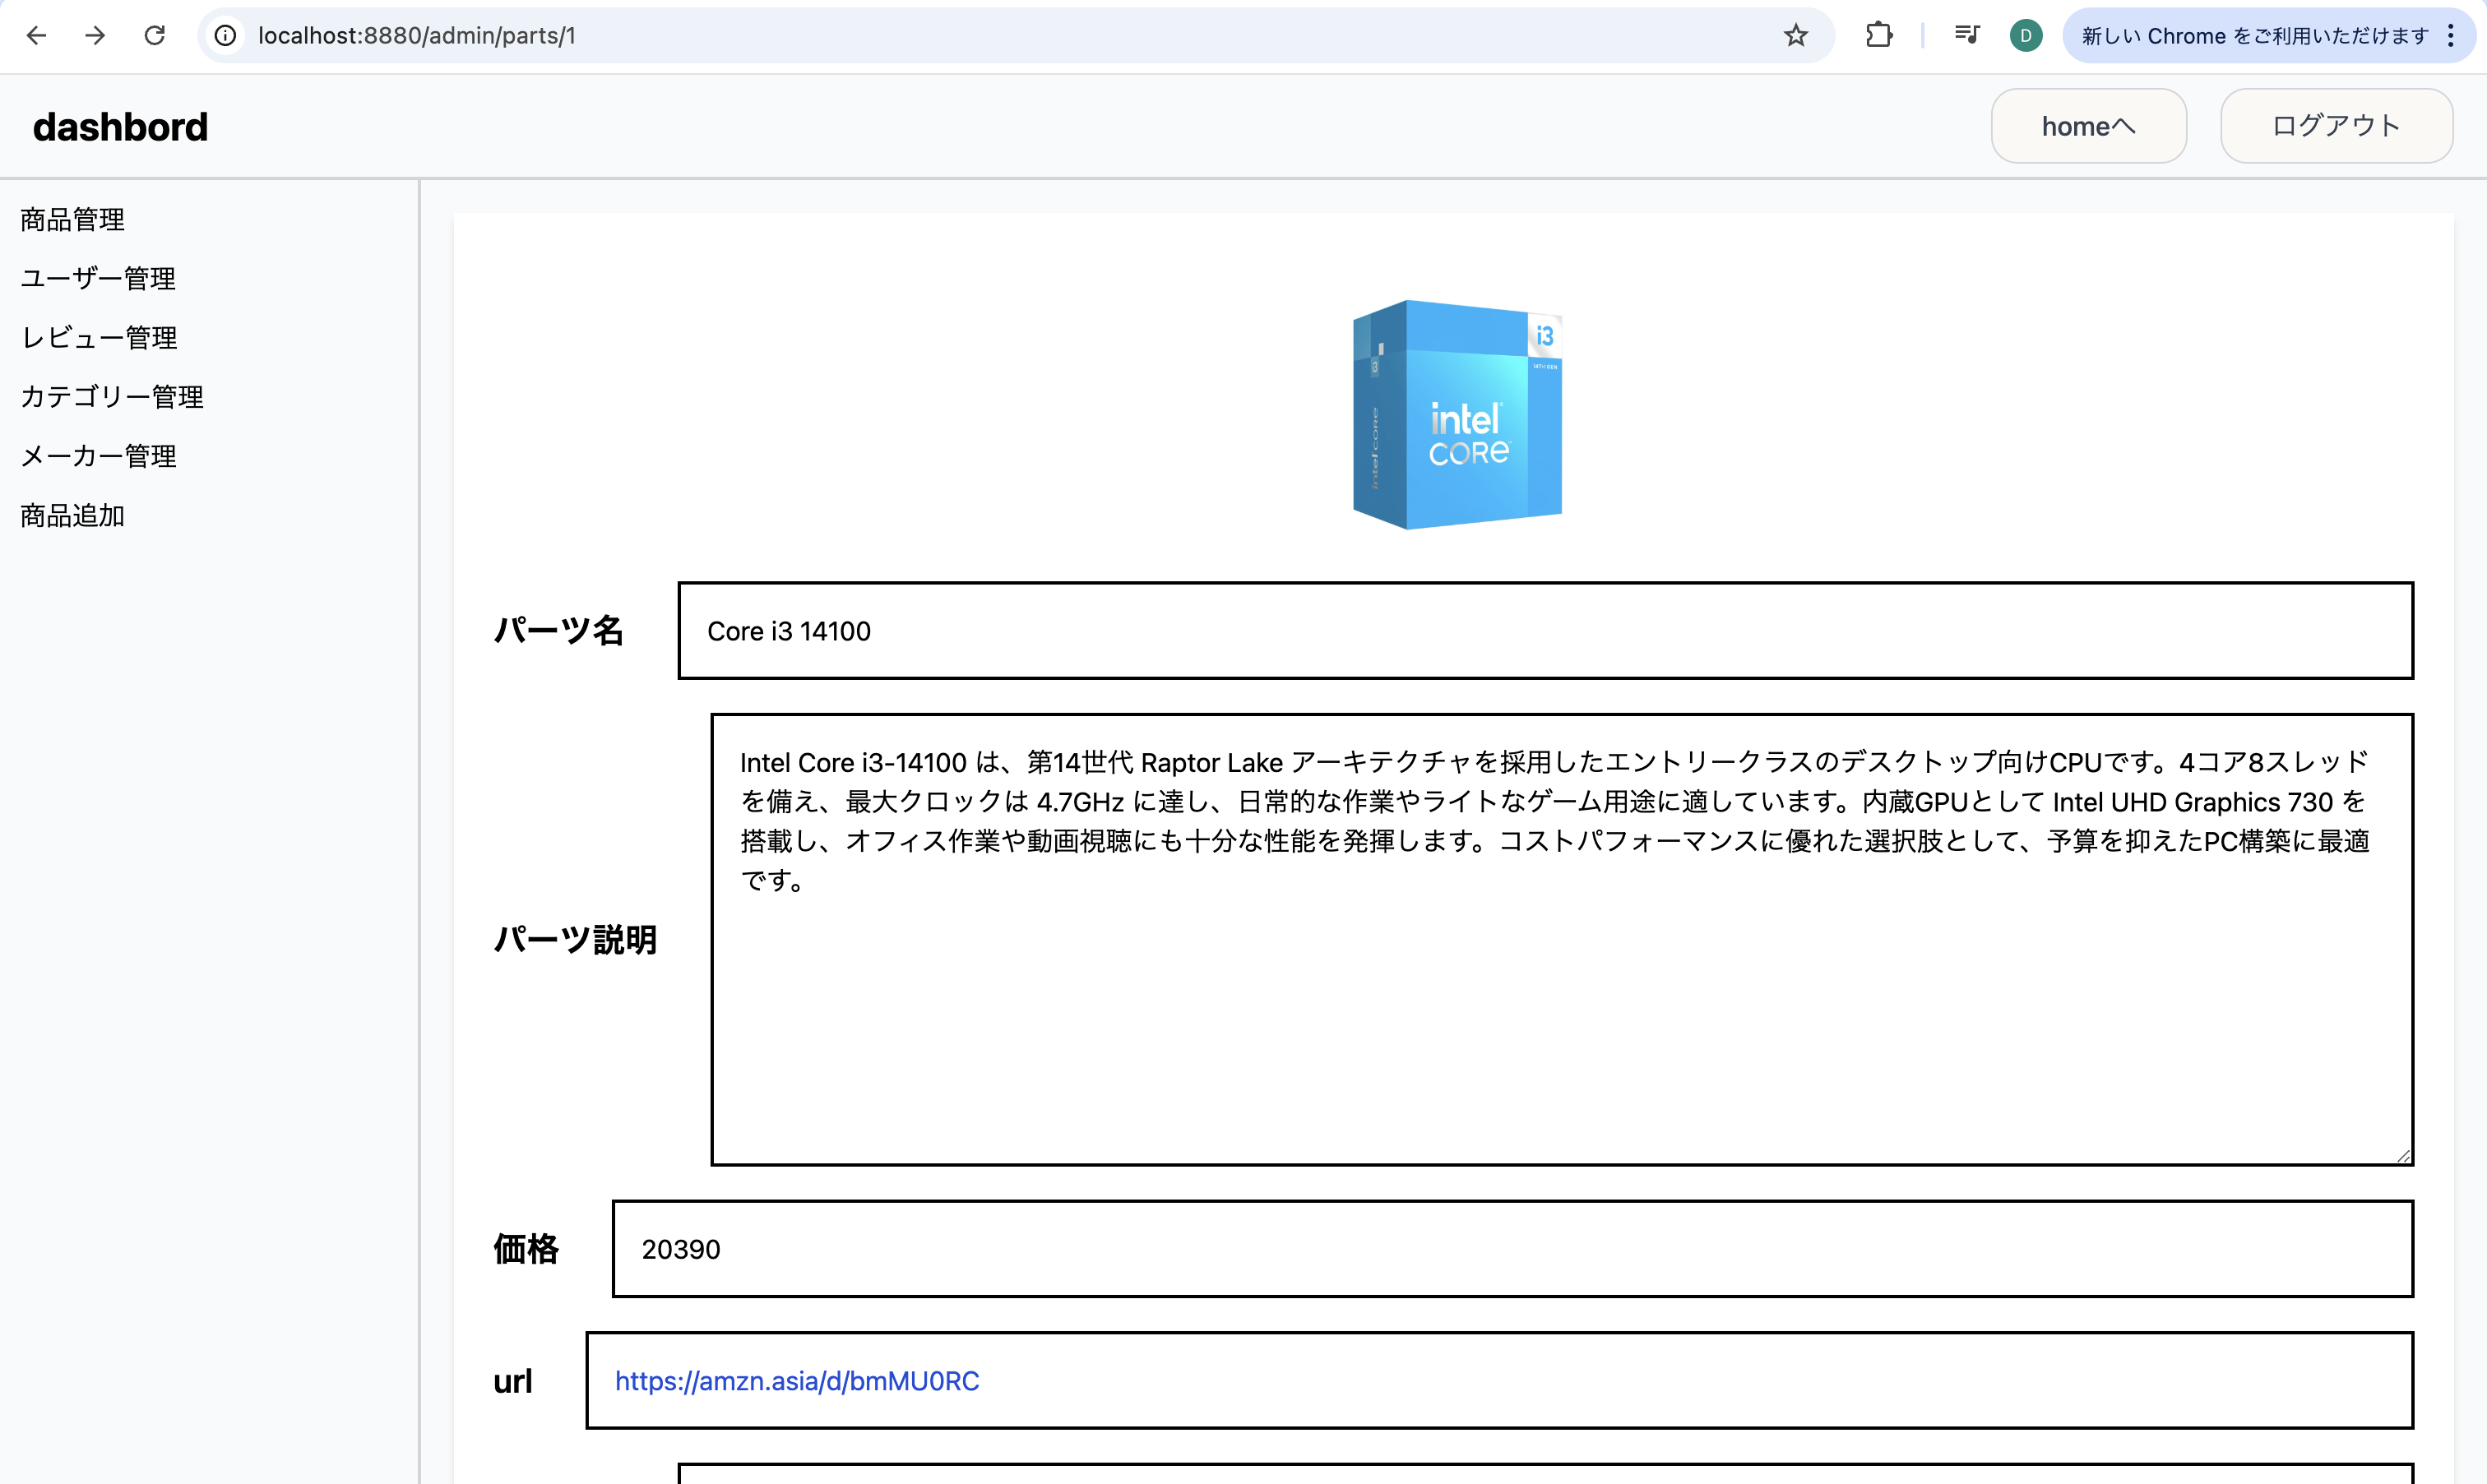 localhost:8880/admin/parts/1
D
新しい Chrome をご利用いただけます
dashbord
homeへ
ログアウト
商品管理
ユーザー管理
レビュー管理
カテゴリー管理
メーカー管理
商品追加
i3
14TH GEN
i3
intel
CORE
intel CORE
パーツ名
Core i3 14100
パーツ説明
Intel Core i3-14100 は、第14世代 Raptor Lake アーキテクチャを採用したエントリークラスのデスクトップ向けCPUです。4コア8スレッド
を備え、最大クロックは 4.7GHz に達し、日常的な作業やライトなゲーム用途に適しています。内蔵GPUとして Intel UHD Graphics 730 を
搭載し、オフィス作業や動画視聴にも十分な性能を発揮します。コストパフォーマンスに優れた選択肢として、予算を抑えたPC構築に最適
です。
価格
20390
url
https://amzn.asia/d/bmMU0RC